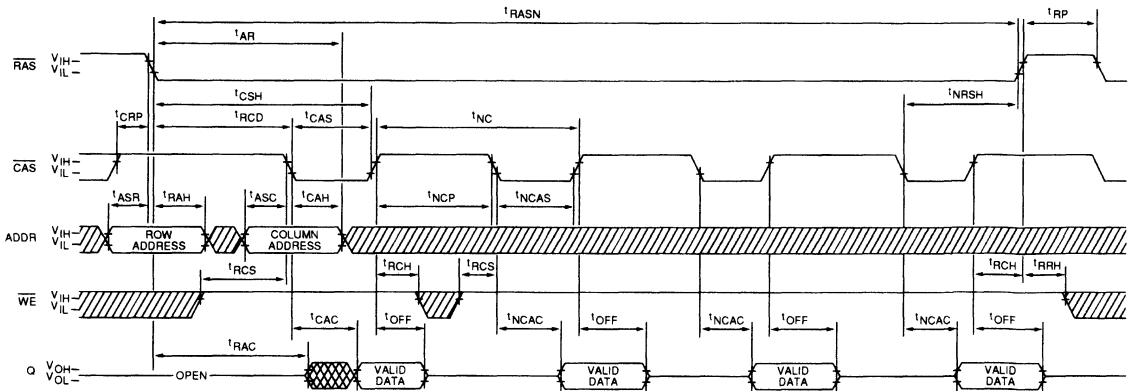 tRASN tRP
tAR
RAS VIH VIL
tCSH tNRSH
tCRP tRCD tCAS tNC
CAS VIH VIL
tASR tRAH tASC tCAH tNCP tNCAS
ADDR VIH VIL ROW ADDRESS COLUMN ADDRESS
tRCS tRCH tRCS tRCH tRRH
WE VIH VIL
tCAC tOFF tNCAC tOFF tNCAC tOFF tNCAC tOFF
tRAC
Q VOH VOL OPEN VALID DATA VALID DATA VALID DATA VALID DATA